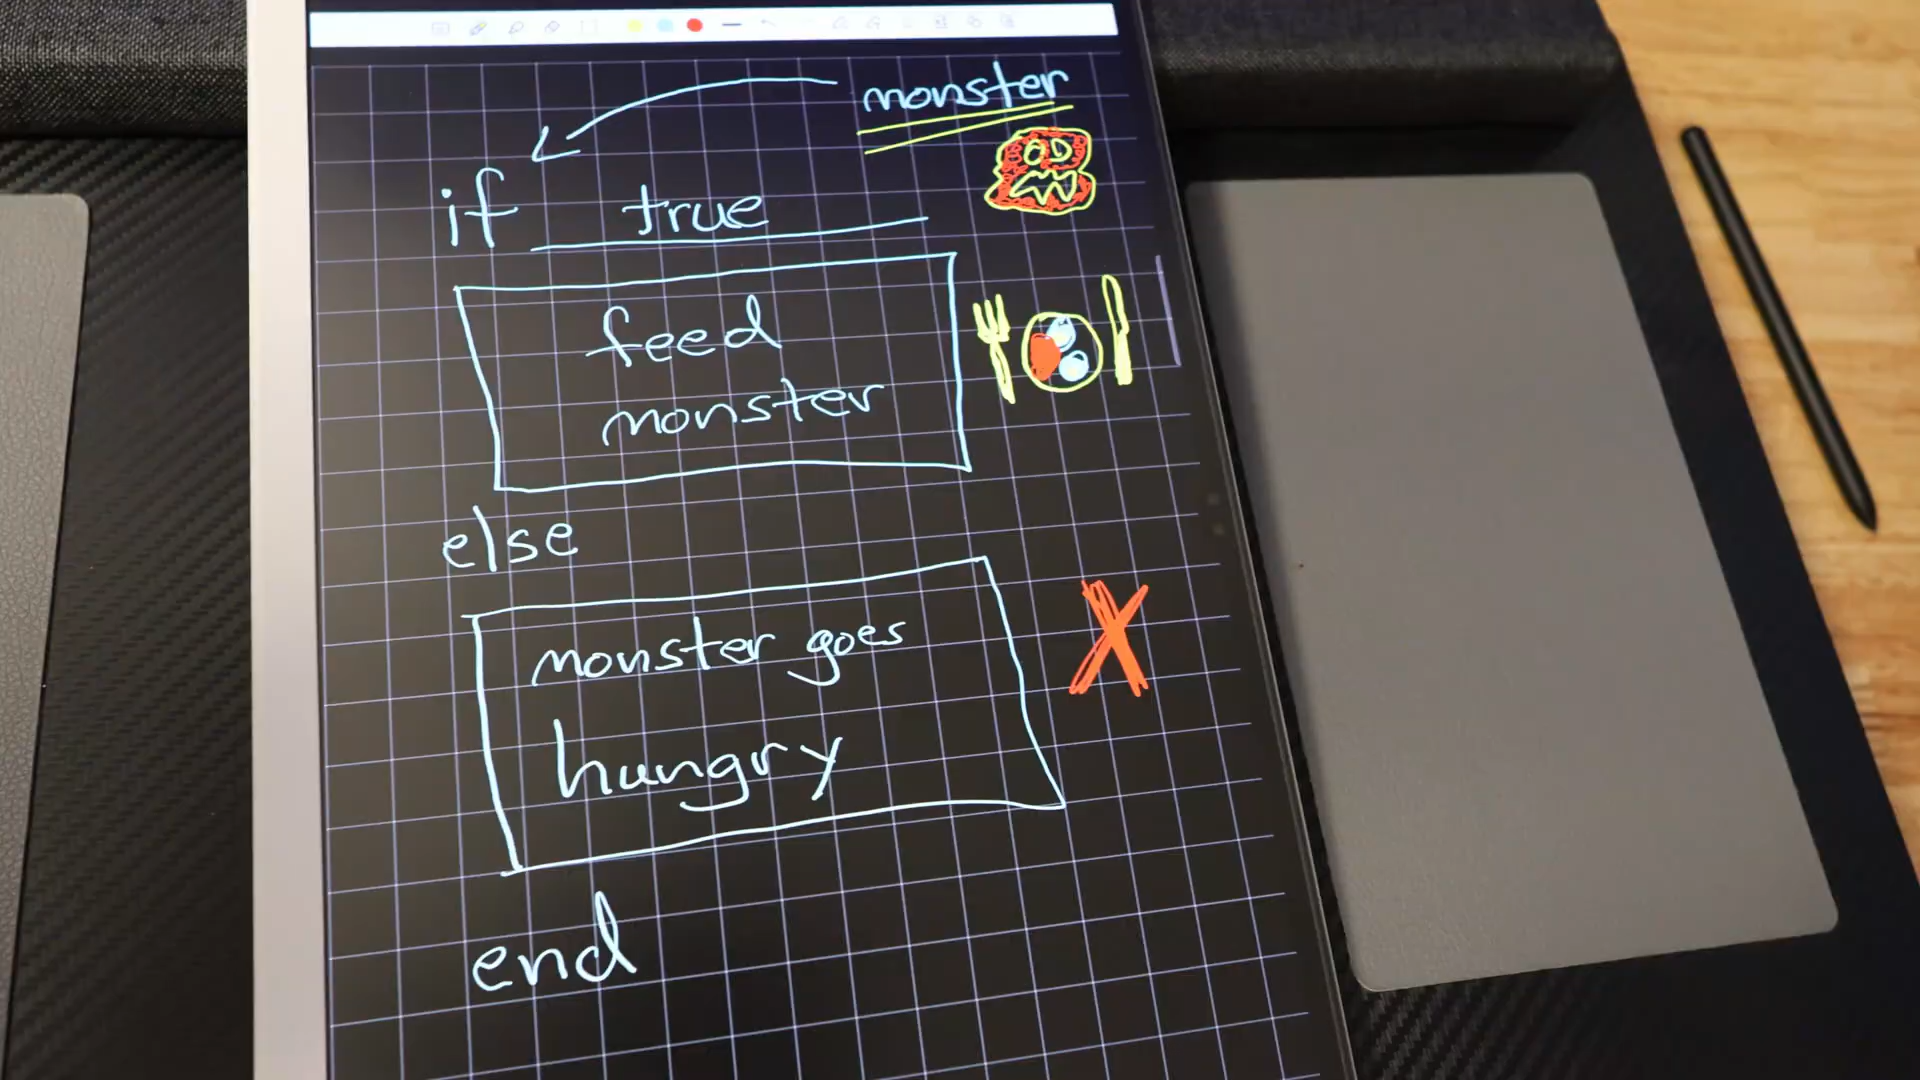 monster
if true
feed
monster
else
monster goes
hungry
end